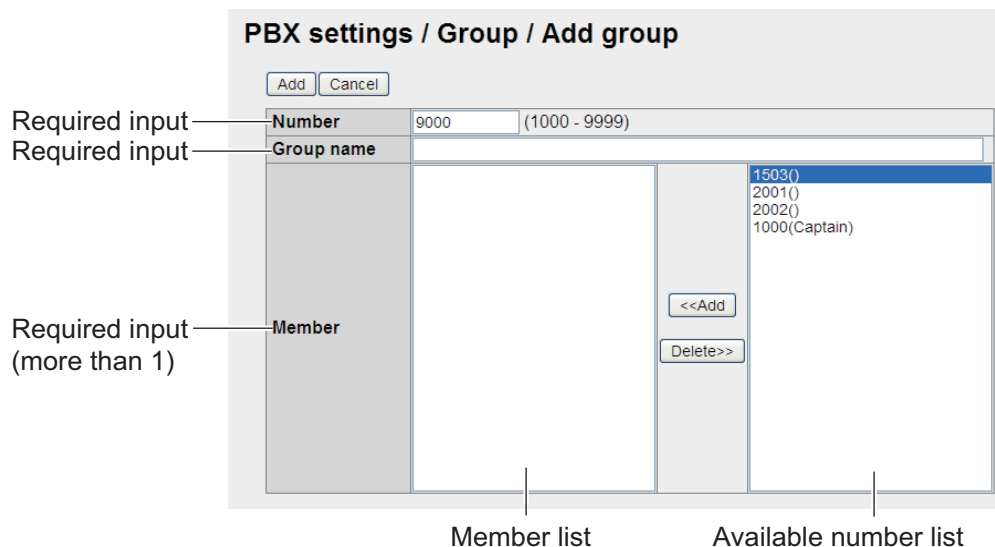 PBX settings / Group / Add group
Add Cancel
Required input
Number 9000 (1000 - 9999)
Required input
Group name
1503()
2001()
2002()
1000(Captain)
<<Add
Required input
(more than 1)
Member
Delete>>
Member list Available number list